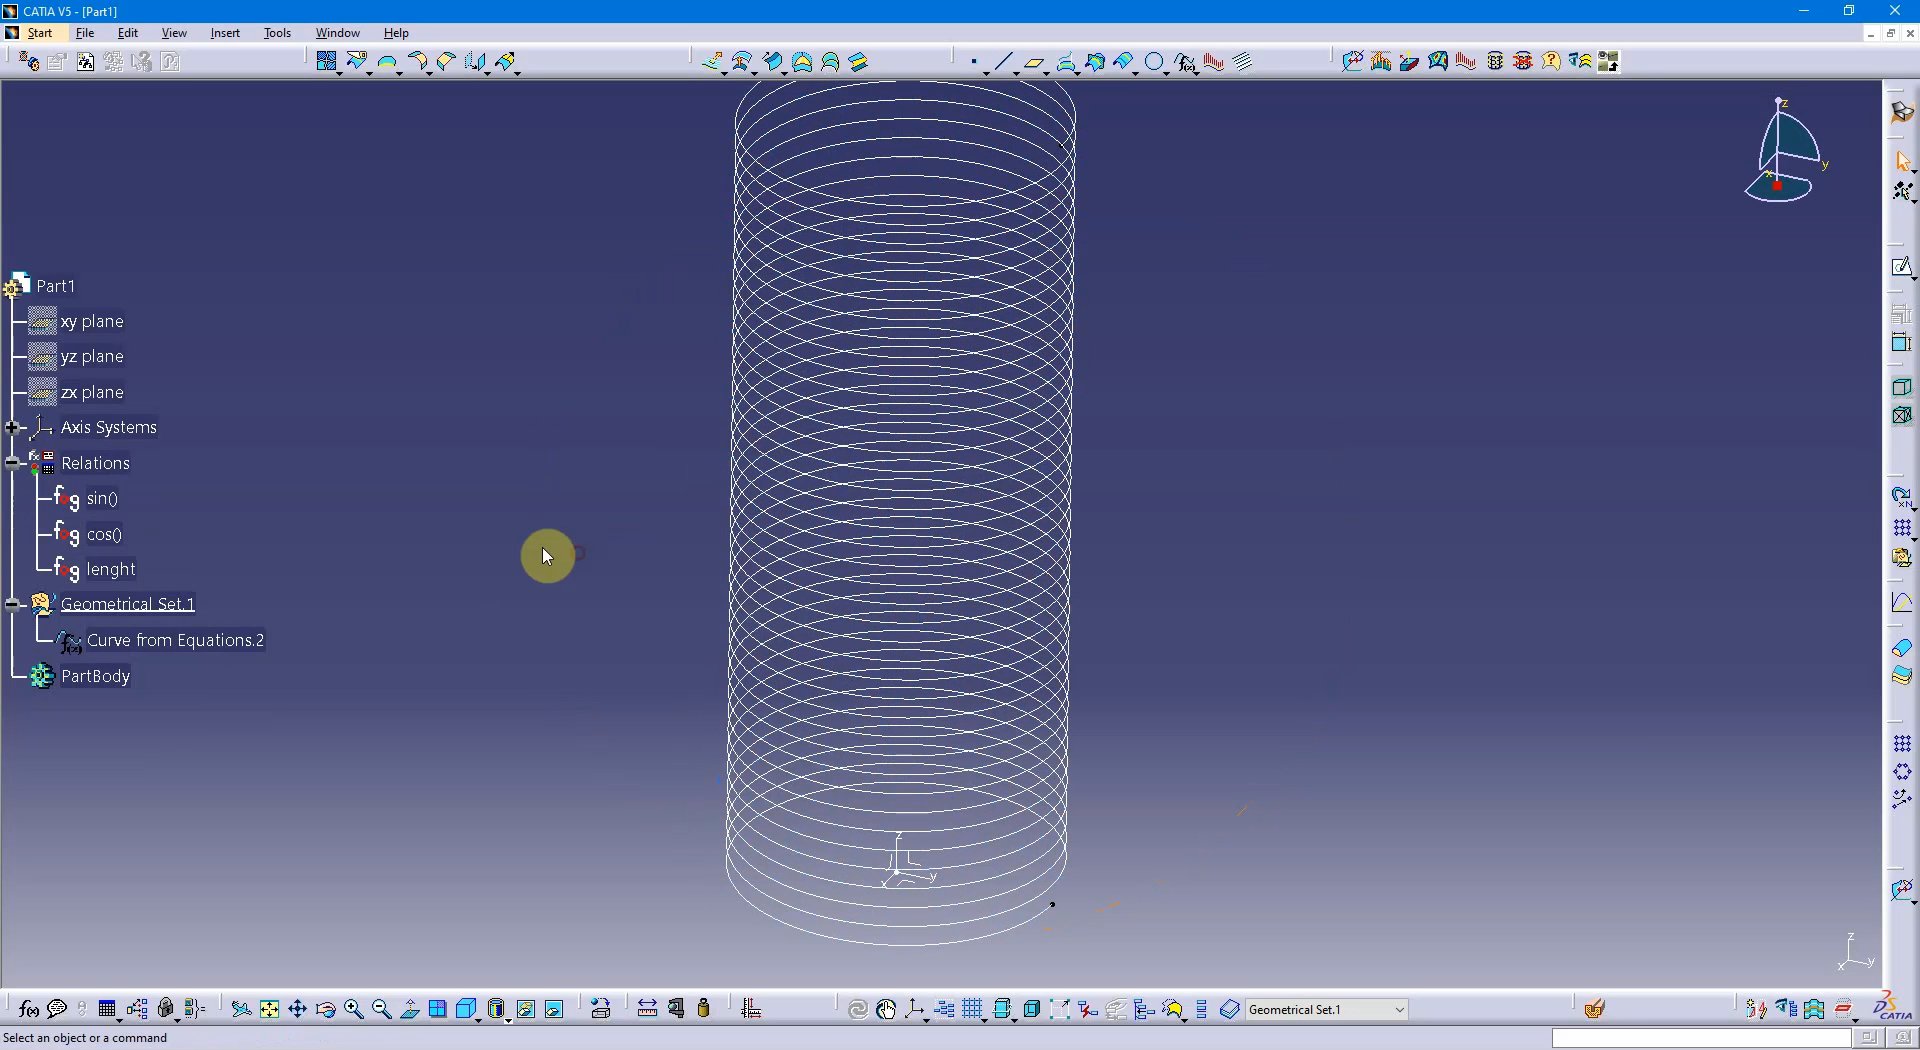 CATIA V5 - [Part1]
Start File Edit View Insert Tools Window Help
z
y
x
Part1
xy plane
yz plane
zx plane
Axis Systems
Relations
sin()
cos()
lenght
Geometrical Set.1
Curve from Equations.2
PartBody
z
y
x
z
y
x
Geometrical Set.1
CATIA
Select an object or a command